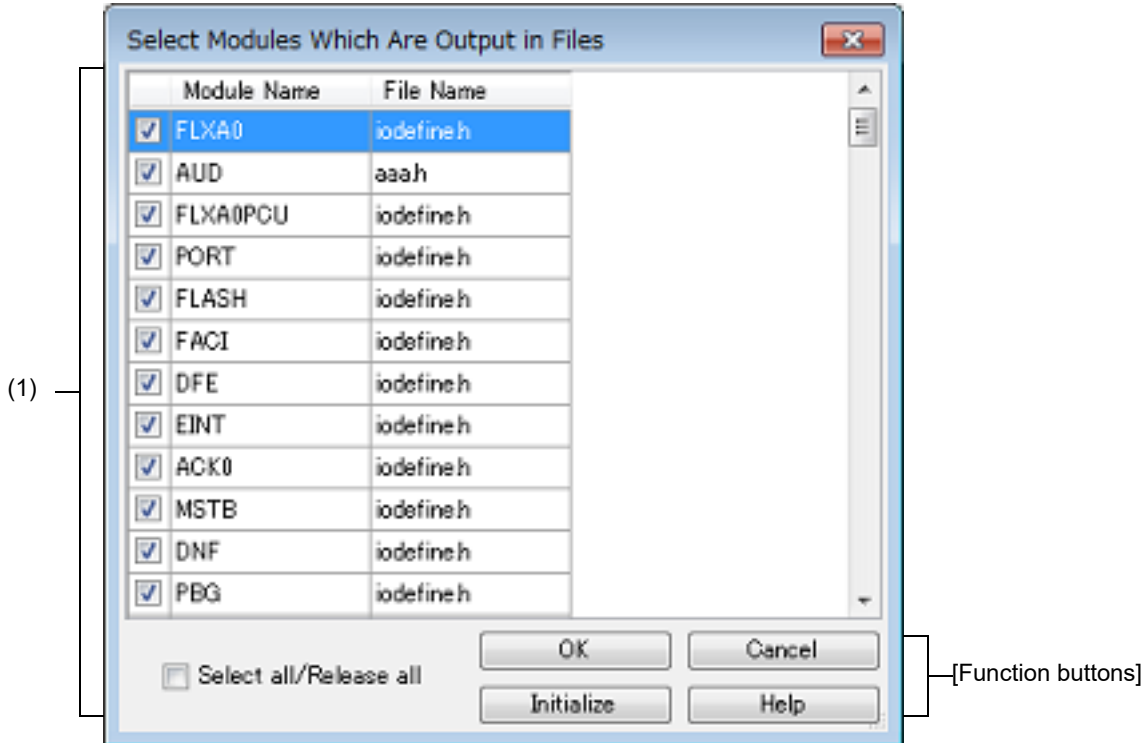 Select Modules Which Are Output in Files
Module Name File Name
FLXA0 iodefine.h
AUD aaa.h
FLXA0PCU iodefine.h
PORT iodefine.h
FLASH iodefine.h
FACI iodefine.h
DFE iodefine.h
EINT iodefine.h
ACK0 iodefine.h
MSTB iodefine.h
DNF iodefine.h
PBG iodefine.h
(1)
Select all/Release all
OK Cancel
Initialize Help
[Function buttons]